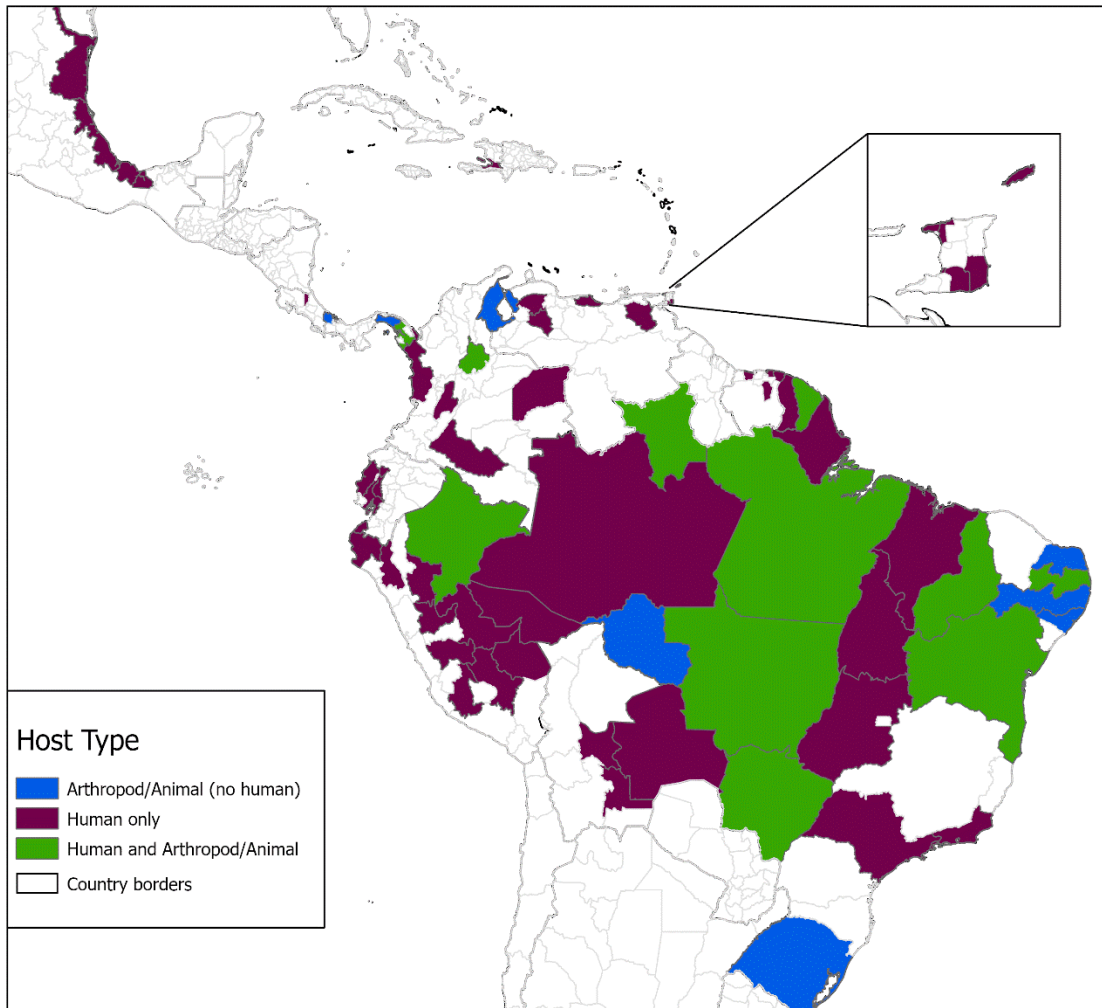 Host Type
Arthropod/Animal (no human)
Human only
Human and Arthropod/Animal
Country borders